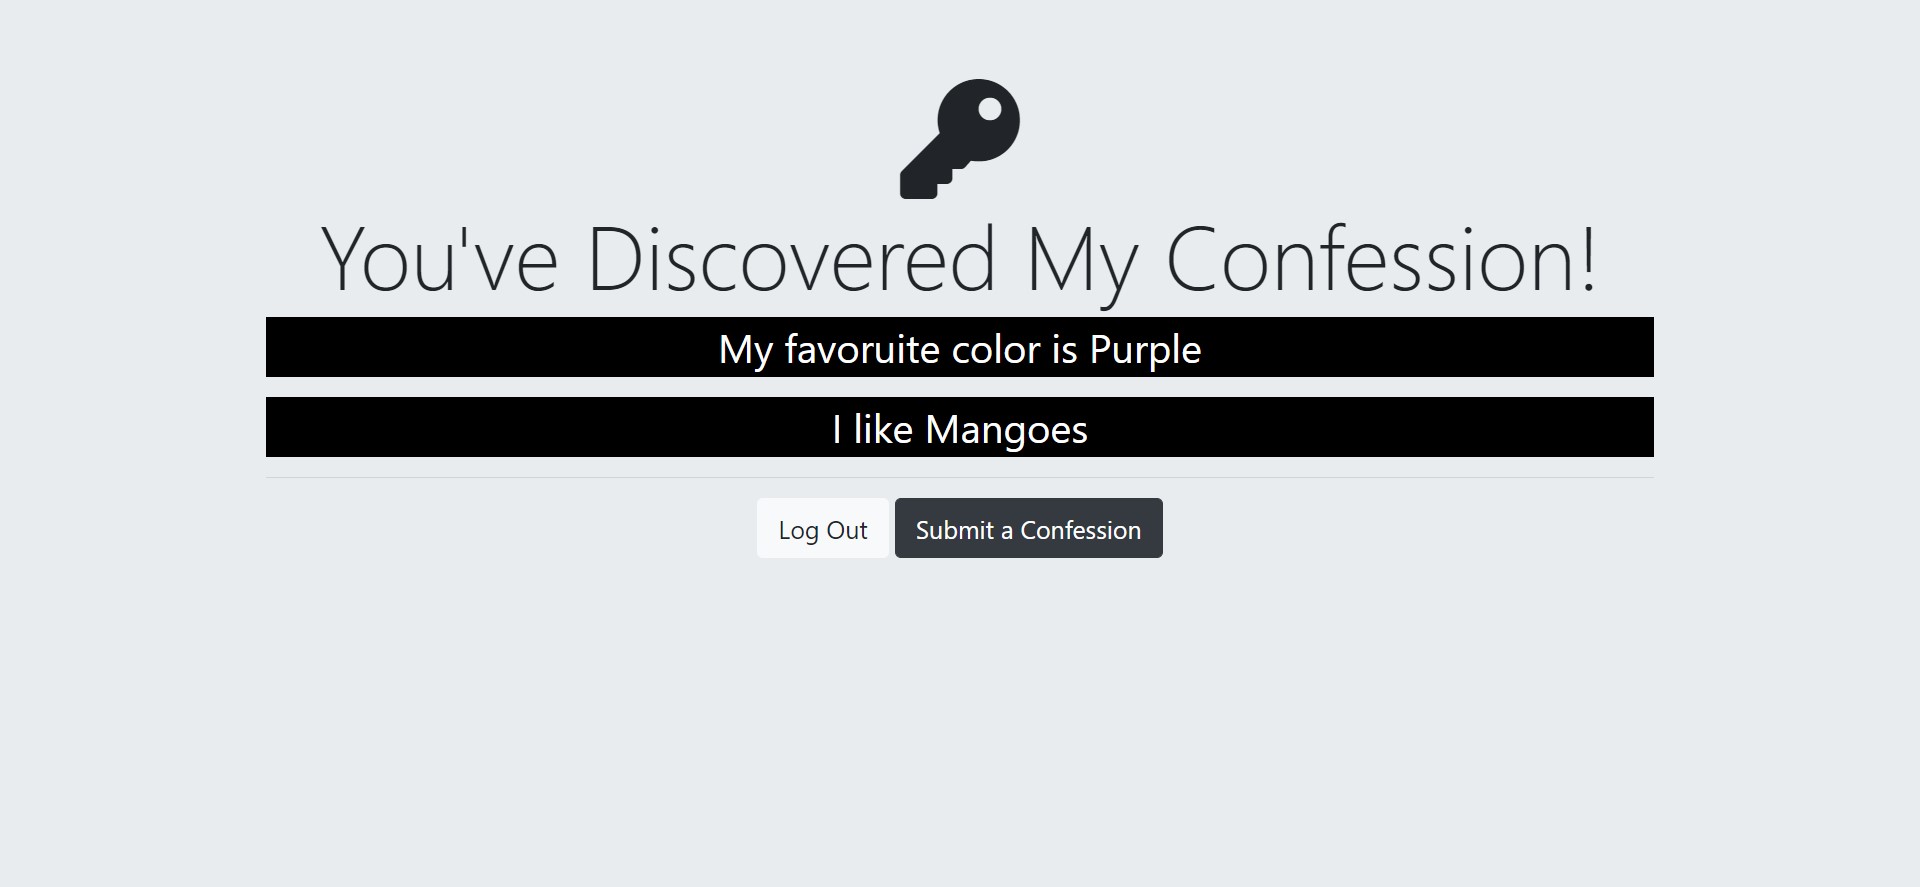 You've Discovered My Confession!
My favoruite color is Purple
I like Mangoes
Log Out
Submit a Confession